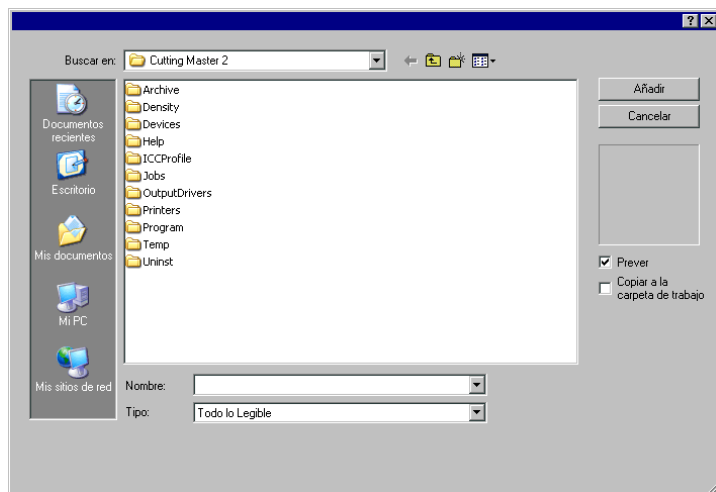 Buscar en:
Cutting Master 2
Documentos
recientes
Escritorio
Mis documentos
Mi PC
Mis sitios de red
Archive
Density
Devices
Help
ICCProfile
Jobs
OutputDrivers
Printers
Program
Temp
Uninst
Nombre:
Tipo:
Todo lo Legible
Añadir
Cancelar
Prever
Copiar a la
carpeta de trabajo